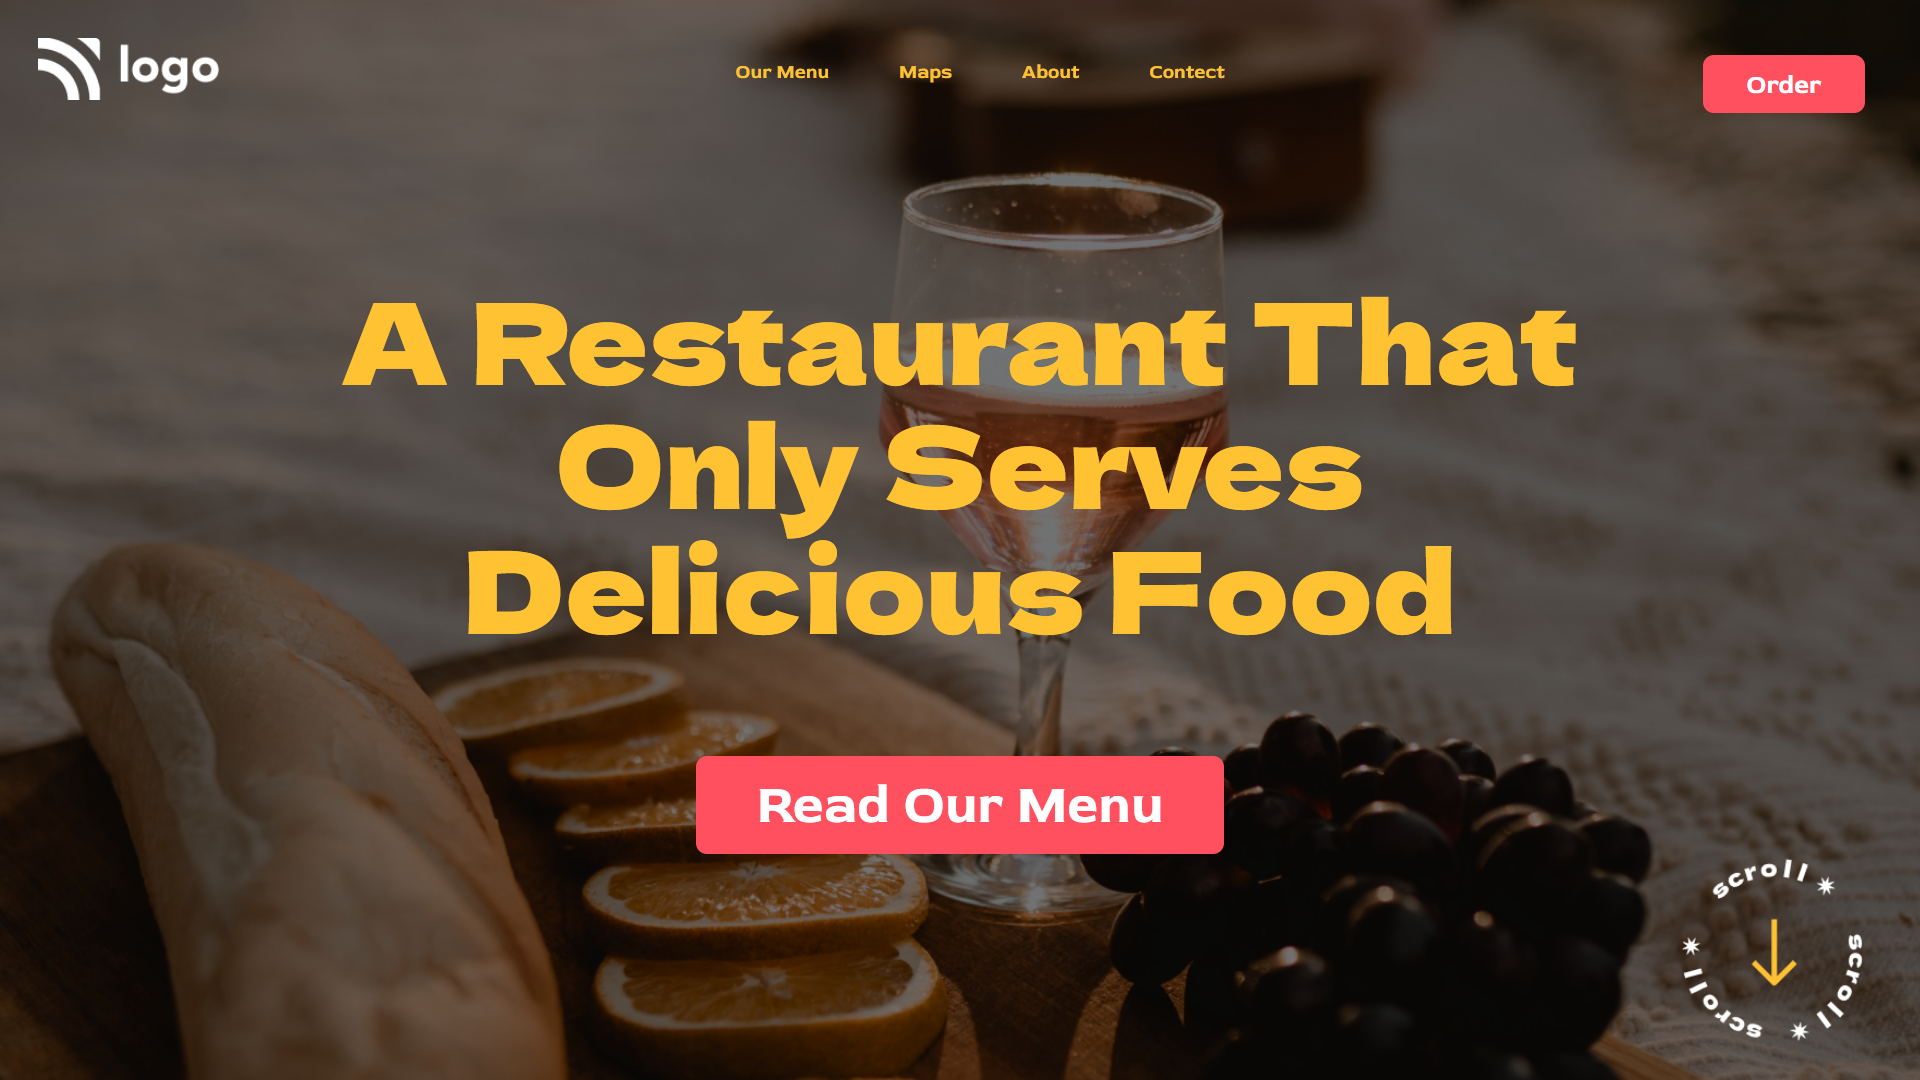 logo
Our Menu
Maps
About
Contect
Order
A Restaurant That
Only Serves
Delicious Food
Read Our Menu
scroll
scroll
scroll